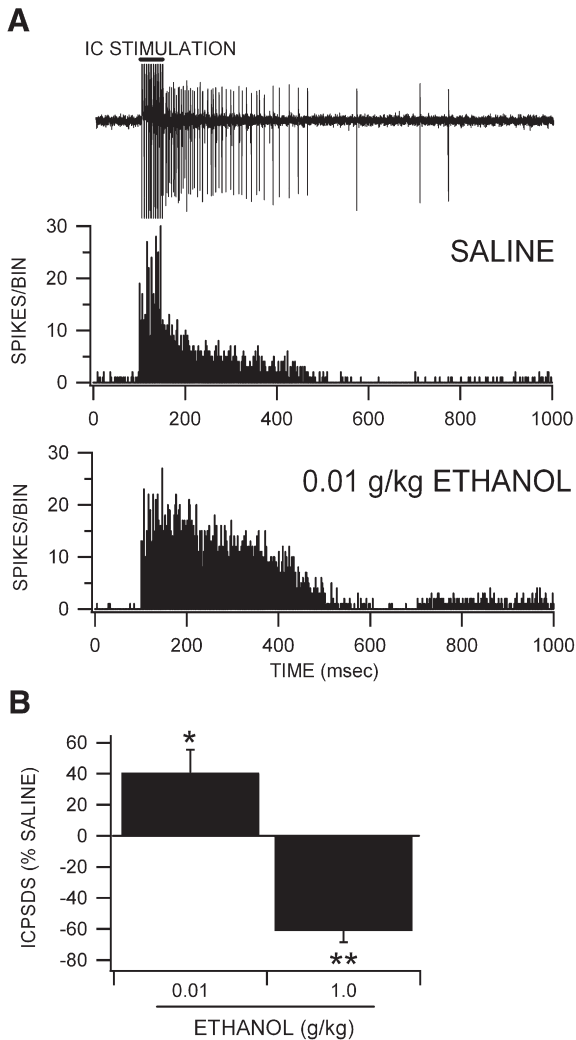 A
IC STIMULATION
30
20
10
0
SPIKES/BIN
SALINE
0 200 400 600 800 1000
30
20
10
0
SPIKES/BIN
0.01 g/kg ETHANOL
0 200 400 600 800 1000
TIME (msec)
B
60
40
20
0
-20
-40
-60
-80
ICPSDS (% SALINE)
*
**
0.01 1.0
ETHANOL (g/kg)